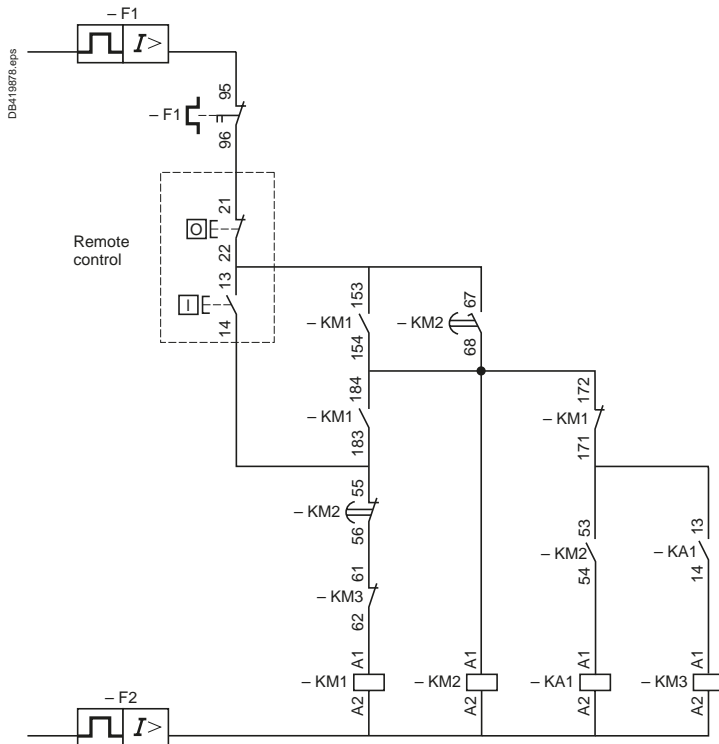 – F1
I >
DB419878.eps
95
– F1
96
Remote
control
21
O
22
13
I
14
153
– KM1
154
67
– KM2
68
184
– KM1
183
172
– KM1
171
55
– KM2
56
53
– KM2
54
13
– KA1
14
61
– KM3
62
A1
– KM1
A2
A1
– KM2
A2
A1
– KA1
A2
A1
– KM3
A2
– F2
I >